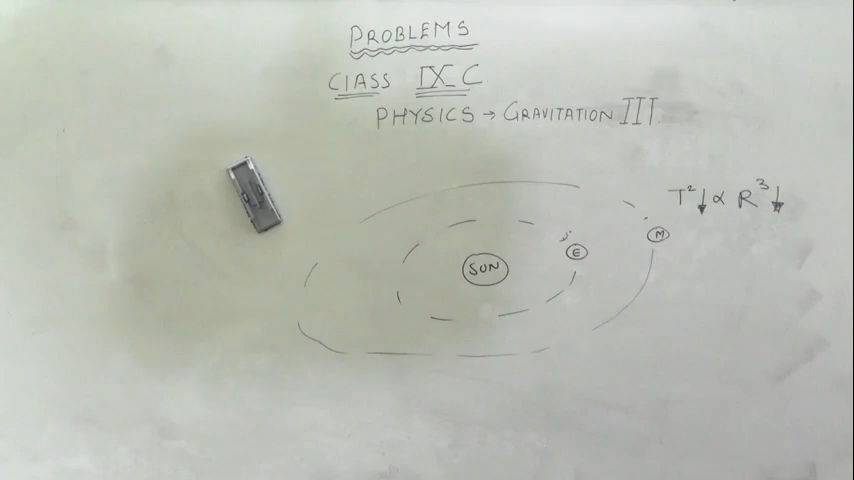 PROBLEMS
CLASS IX C
PHYSICS → GRAVITATION III
T²↓ ∝ R³↓
M
E
SUN